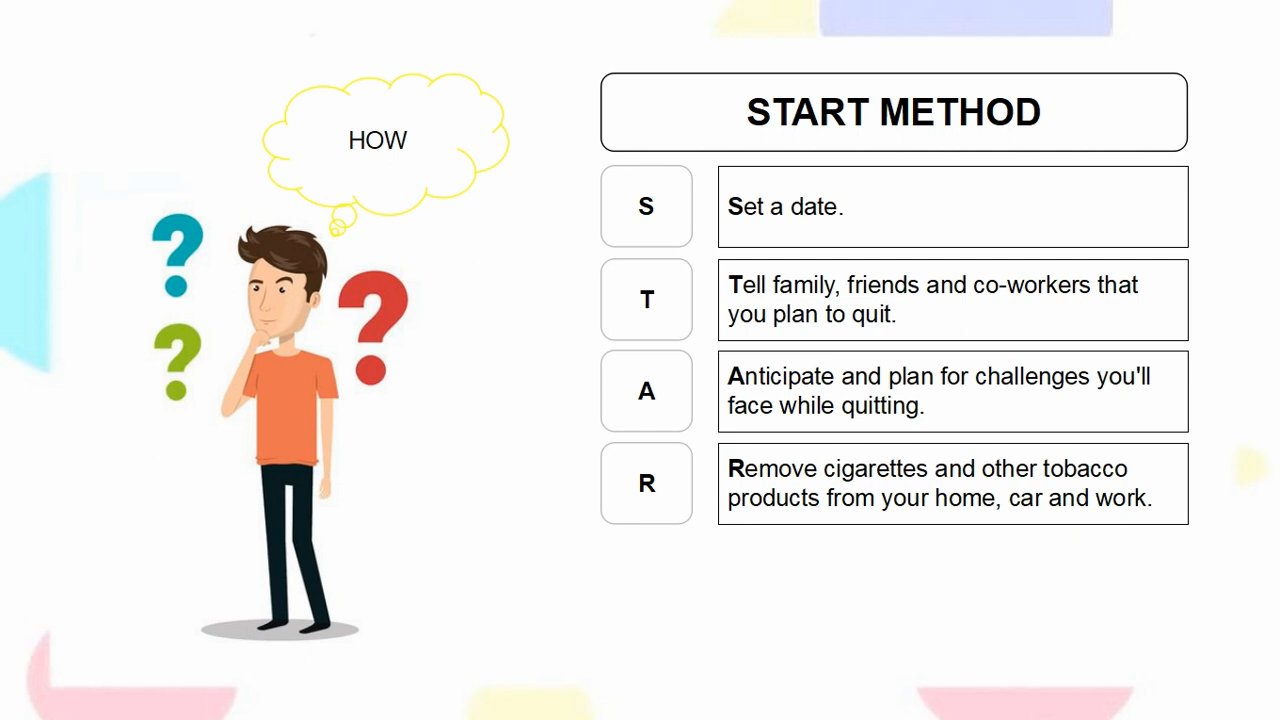 HOW
START METHOD
S
Set a date.
T
Tell family, friends and co-workers that
you plan to quit.
A
Anticipate and plan for challenges you'll
face while quitting.
R
Remove cigarettes and other tobacco
products from your home, car and work.
?
?
?